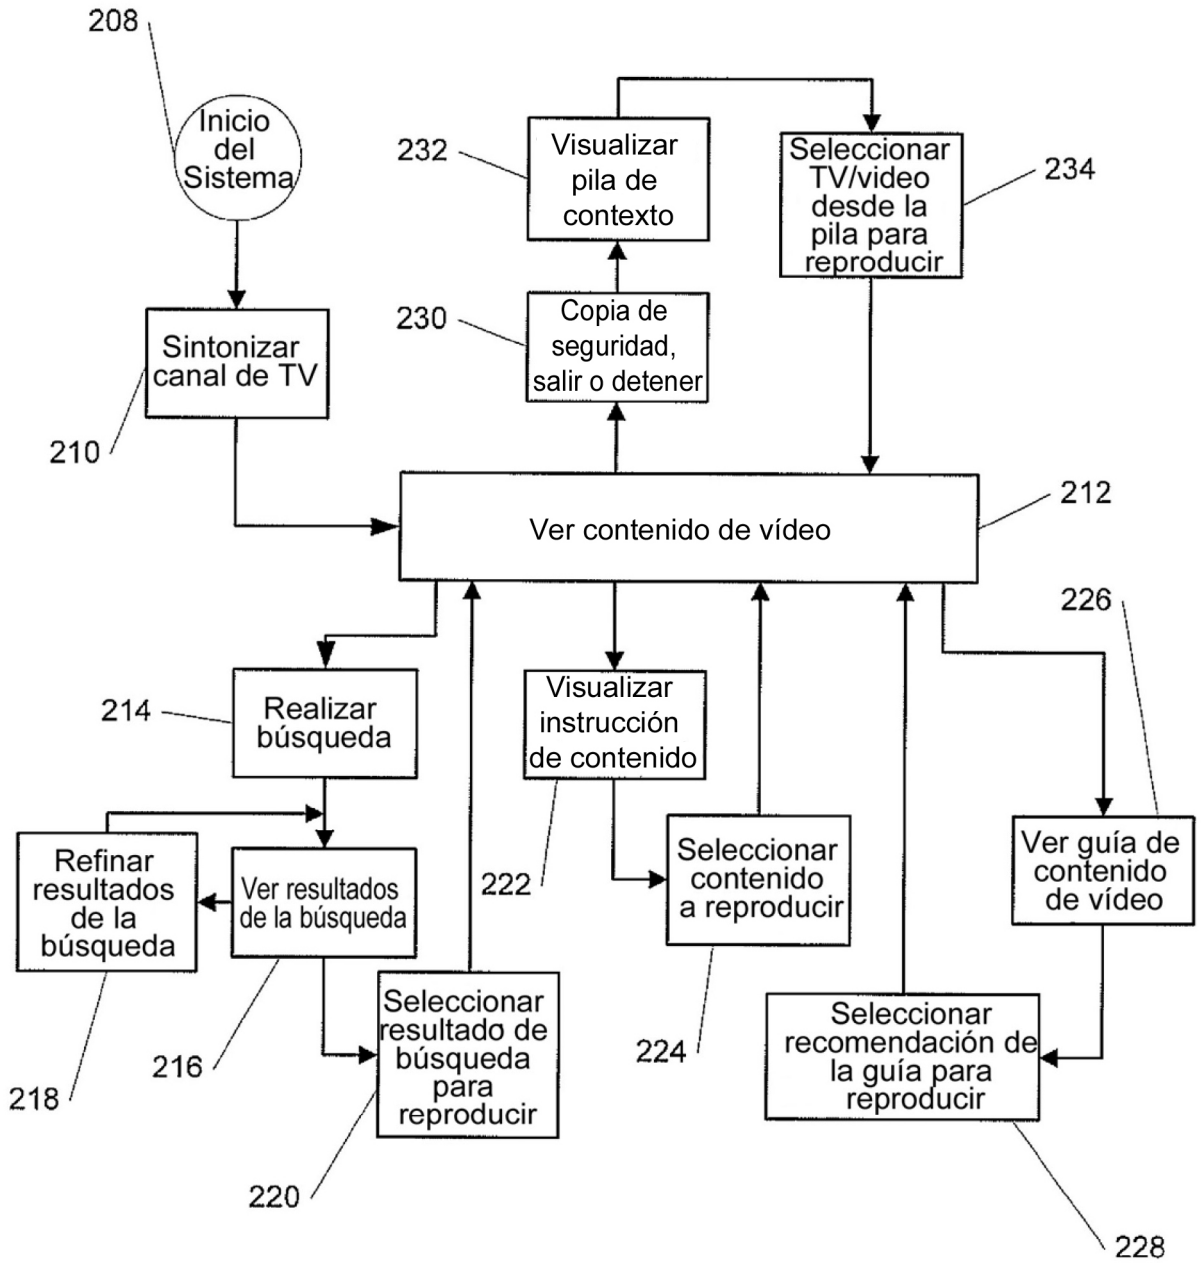 208
Inicio
del
Sistema
232
Visualizar
pila de
contexto
Seleccionar
TV/video
desde la
pila para
reproducir
234
230
Copia de
seguridad,
salir o detener
Sintonizar
canal de TV
210
212
Ver contenido de vídeo
226
214
Realizar
búsqueda
Visualizar
instrucción
de contenido
Refinar
resultados
de la
búsqueda
Ver resultados
de la búsqueda
222
Seleccionar
contenido
a reproducir
Ver guía de
contenido
de vídeo
218
216
Seleccionar
resultado de
búsqueda
para
reproducir
224
Seleccionar
recomendación de
la guía para
reproducir
220
228